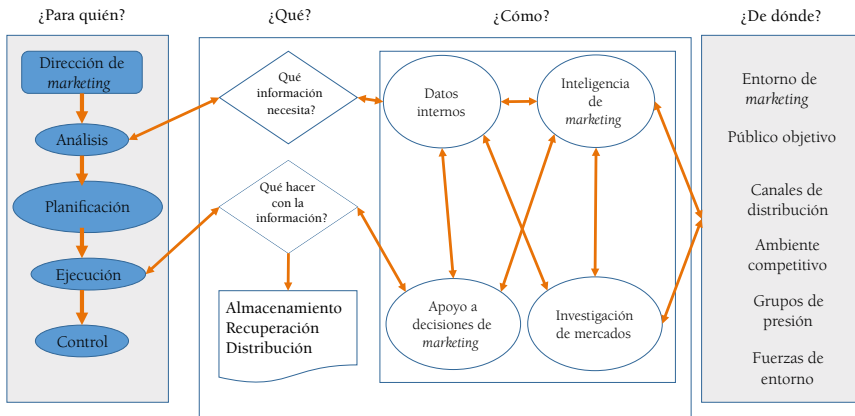 ¿Para quién?
¿Qué?
¿Cómo?
¿De dónde?
Dirección de
marketing
Análisis
Planificación
Ejecución
Control
Qué
información
necesita?
Qué hacer
con la
información?
Almacenamiento
Recuperación
Distribución
Datos
internos
Inteligencia
de
marketing
Apoyo a
decisiones de
marketing
Investigación
de mercados
Entorno de
marketing
Público objetivo
Canales de
distribución
Ambiente
competitivo
Grupos de
presión
Fuerzas de
entorno